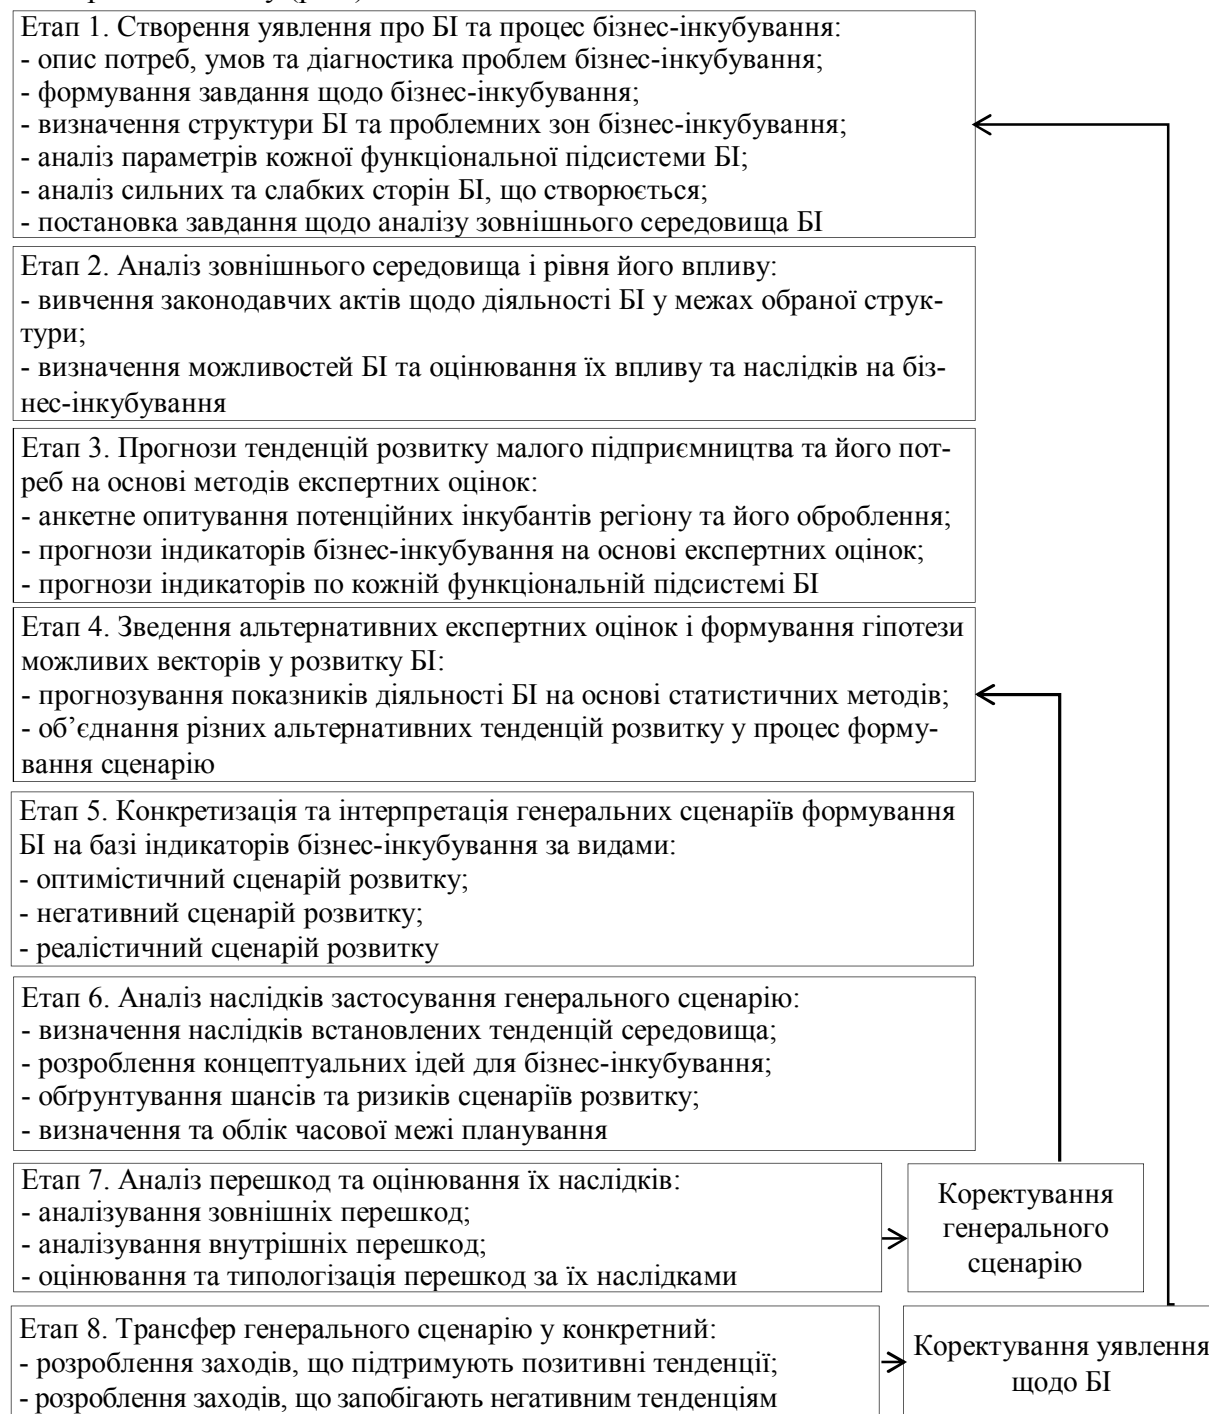 Етап 1. Створення уявлення про БІ та процес бізнес-інкубування:
- опис потреб, умов та діагностика проблем бізнес-інкубування;
- формування завдання щодо бізнес-інкубування;
- визначення структури БІ та проблемних зон бізнес-інкубування;
- аналіз параметрів кожної функціональної підсистеми БІ;
- аналіз сильних та слабких сторін БІ, що створюється;
- постановка завдання щодо аналізу зовнішнього середовища БІ
Етап 2. Аналіз зовнішнього середовища і рівня його впливу:
- вивчення законодавчих актів щодо діяльності БІ у межах обраної струк-
тури;
- визначення можливостей БІ та оцінювання їх впливу та наслідків на біз-
нес-інкубування
Етап 3. Прогнози тенденцій розвитку малого підприємництва та його пот-
реб на основі методів експертних оцінок:
- анкетне опитування потенційних інкубантів регіону та його оброблення;
- прогнози індикаторів бізнес-інкубування на основі експертних оцінок;
- прогнози індикаторів по кожній функціональній підсистемі БІ
Етап 4. Зведення альтернативних експертних оцінок і формування гіпотези
можливих векторів у розвитку БІ:
- прогнозування показників діяльності БІ на основі статистичних методів;
- об’єднання різних альтернативних тенденцій розвитку у процес форму-
вання сценарію
Етап 5. Конкретизація та інтерпретація генеральних сценаріїв формування
БІ на базі індикаторів бізнес-інкубування за видами:
- оптимістичний сценарій розвитку;
- негативний сценарій розвитку;
- реалістичний сценарій розвитку
Етап 6. Аналіз наслідків застосування генерального сценарію:
- визначення наслідків встановлених тенденцій середовища;
- розроблення концептуальних ідей для бізнес-інкубування;
- обґрунтування шансів та ризиків сценаріїв розвитку;
- визначення та облік часової межі планування
Етап 7. Аналіз перешкод та оцінювання їх наслідків:
- аналізування зовнішніх перешкод;
- аналізування внутрішніх перешкод;
- оцінювання та типологізація перешкод за їх наслідками
Коректування
генерального
сценарію
Етап 8. Трансфер генерального сценарію у конкретний:
- розроблення заходів, що підтримують позитивні тенденції;
- розроблення заходів, що запобігають негативним тенденціям
Коректування уявлення
щодо БІ